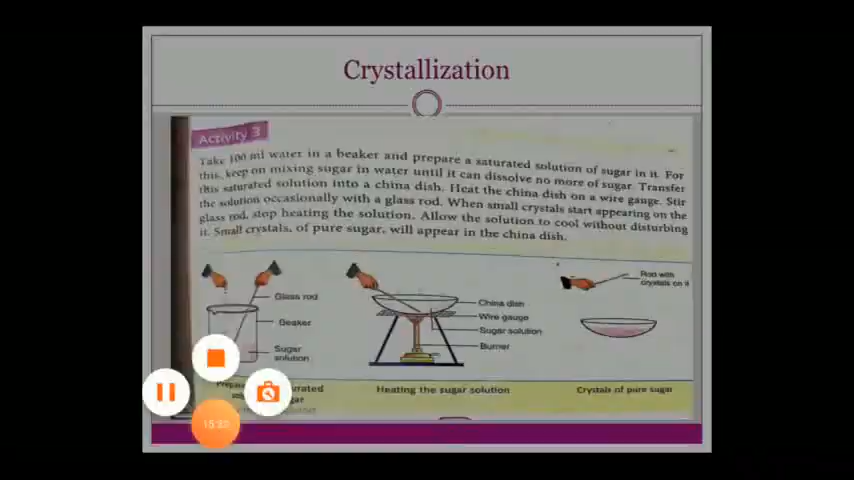 Crystallization
Activity 3
Take 100 ml water in a beaker and prepare a saturated solution of sugar in it. For
this, keep on mixing sugar in water until it can dissolve no more of sugar. Transfer
this saturated solution into a china dish. Heat the china dish on a wire gauge. Stir
the solution occasionally with a glass rod. When small crystals start appearing on the
glass rod, stop heating the solution. Allow the solution to cool without disturbing
it. Small crystals, of pure sugar, will appear in the china dish.
Glass rod
Beaker
Sugar
solution
China dish
Wire gauge
Sugar solution
Burner
Rod with
crystals on it
Heating the sugar solution
Crystals of pure sugar